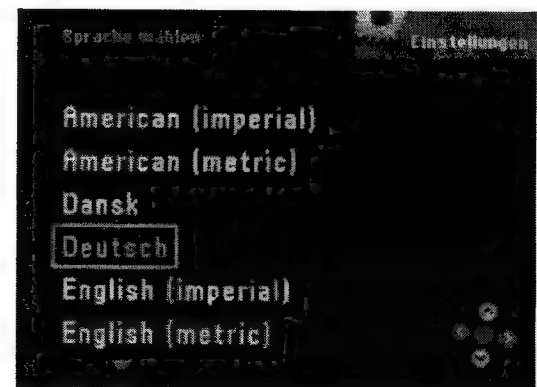 Sprache wählen
Einstellungen
American (imperial)
American (metric)
Dansk
Deutsch
English (imperial)
English (metric)